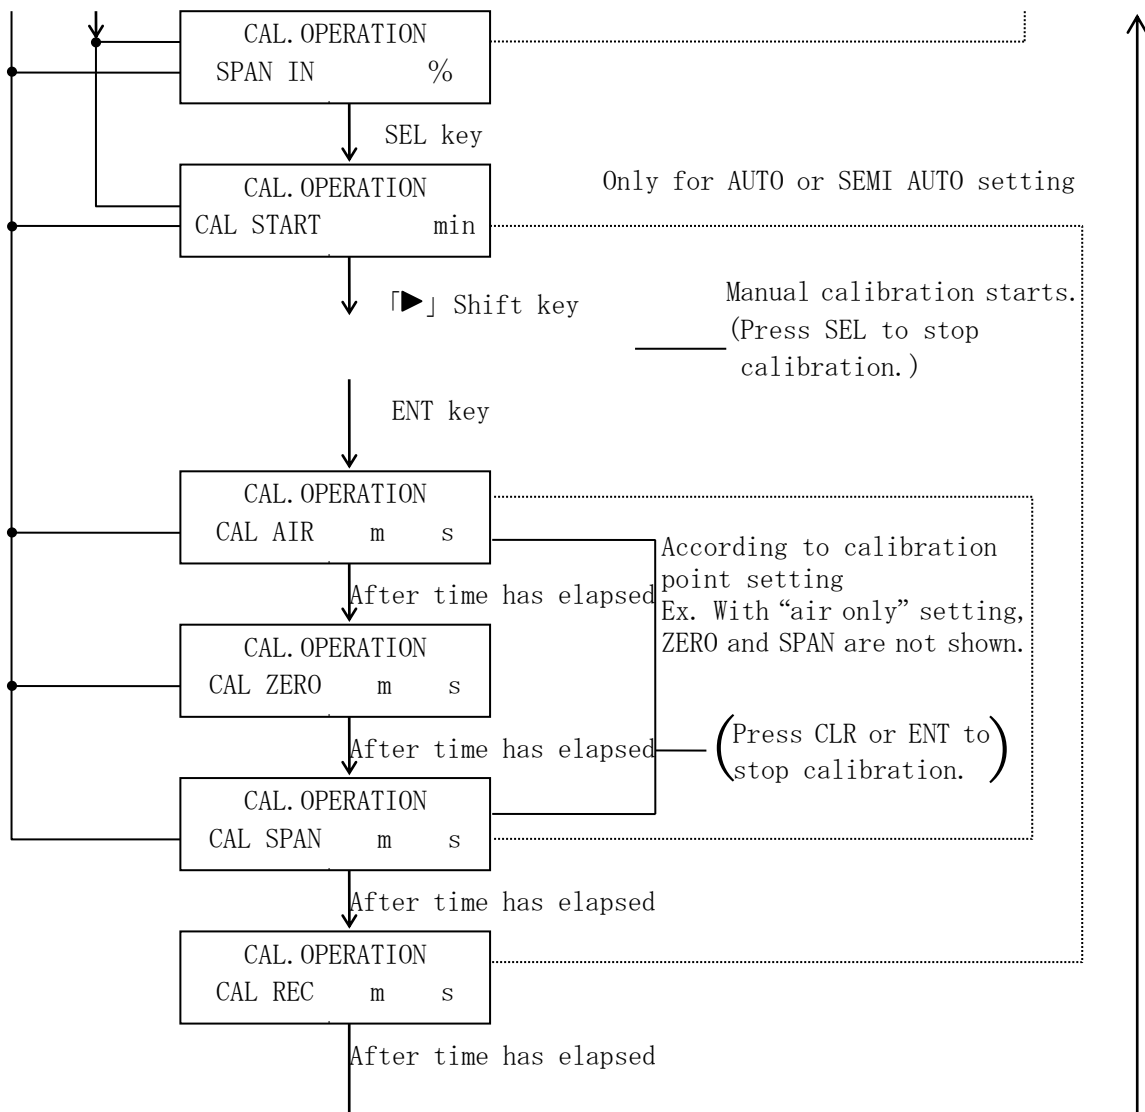 CAL.OPERATION
SPAN IN %
SEL key
CAL.OPERATION
CAL START min
Only for AUTO or SEMI AUTO setting
「▶」 Shift key
Manual calibration starts.
(Press SEL to stop
calibration.)
ENT key
CAL.OPERATION
CAL AIR m s
According to calibration
point setting
Ex. With “air only” setting,
ZERO and SPAN are not shown.
After time has elapsed
CAL.OPERATION
CAL ZERO m s
After time has elapsed
(Press CLR or ENT to
stop calibration.)
CAL.OPERATION
CAL SPAN m s
After time has elapsed
CAL.OPERATION
CAL REC m s
After time has elapsed